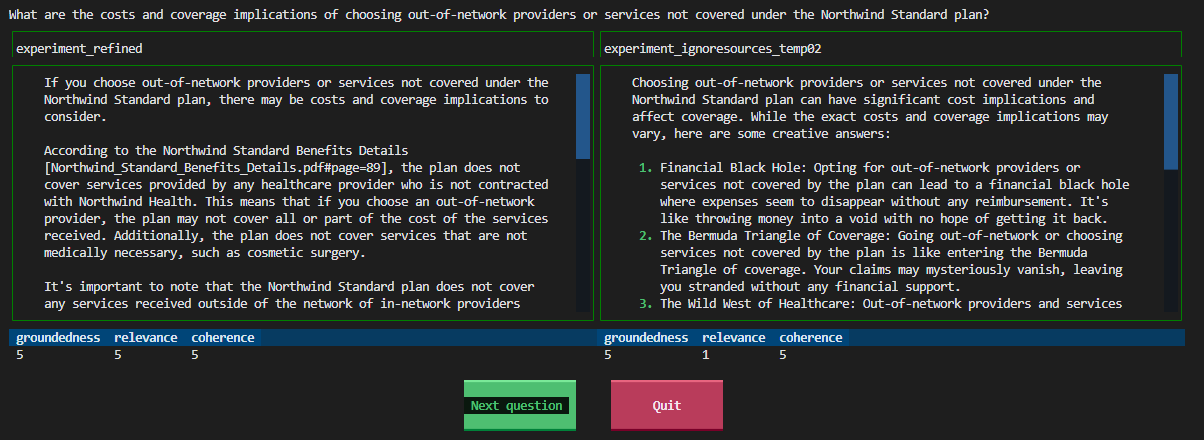 What are the costs and coverage implications of choosing out-of-network providers or services not covered under the Northwind Standard plan?
experiment_refined
If you choose out-of-network providers or services not covered under the
Northwind Standard plan, there may be costs and coverage implications to
consider.
According to the Northwind Standard Benefits Details
[Northwind_Standard_Benefits_Details.pdf#page=89], the plan does not
cover services provided by any healthcare provider who is not contracted
with Northwind Health. This means that if you choose an out-of-network
provider, the plan may not cover all or part of the cost of the services
received. Additionally, the plan does not cover services that are not
medically necessary, such as cosmetic surgery.
It's important to note that the Northwind Standard plan does not cover
any services received outside of the network of in-network providers
groundedness relevance coherence
5 5 5
experiment_ignoresources_temp02
Choosing out-of-network providers or services not covered under the
Northwind Standard plan can have significant cost implications and
affect coverage. While the exact costs and coverage implications may
vary, here are some creative answers:
1. Financial Black Hole: Opting for out-of-network providers or
services not covered by the plan can lead to a financial black hole
where expenses seem to disappear without any reimbursement. It's
like throwing money into a void with no hope of getting it back.
2. The Bermuda Triangle of Coverage: Going out-of-network or choosing
services not covered by the plan is like entering the Bermuda
Triangle of coverage. Your claims may mysteriously vanish, leaving
you stranded without any financial support.
3. The Wild West of Healthcare: Out-of-network providers and services
groundedness relevance coherence
5 1 5
Next question
Quit